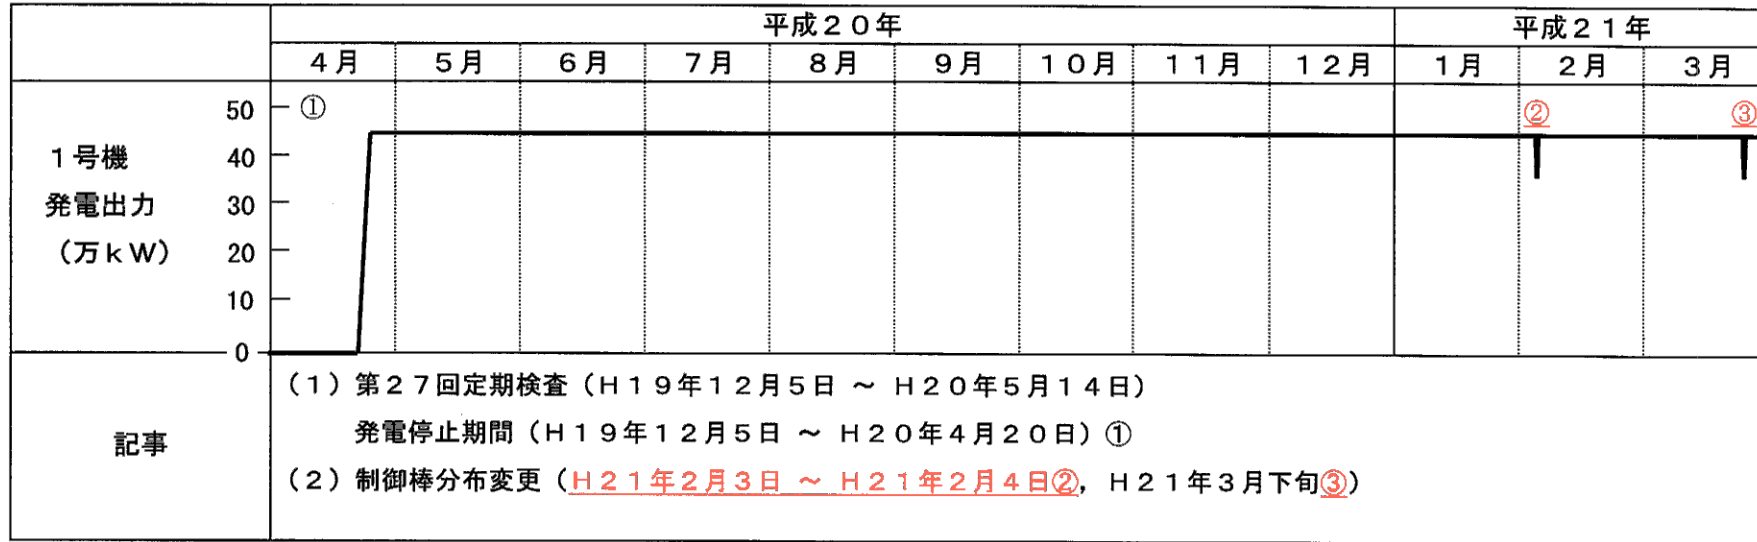 平成２０年 平成２１年
４月 ５月 ６月 ７月 ８月 ９月 １０月 １１月 １２月 １月 ２月 ３月
１号機
発電出力
（万ｋＷ）
50 ① ② ③
40
30
20
10
0
記事
（１）第２７回定期検査（Ｈ１９年１２月５日 ～ Ｈ２０年５月１４日）
発電停止期間（Ｈ１９年１２月５日 ～ Ｈ２０年４月２０日）①
（２）制御棒分布変更（Ｈ２１年２月３日 ～ Ｈ２１年２月４日②，Ｈ２１年３月下旬③）